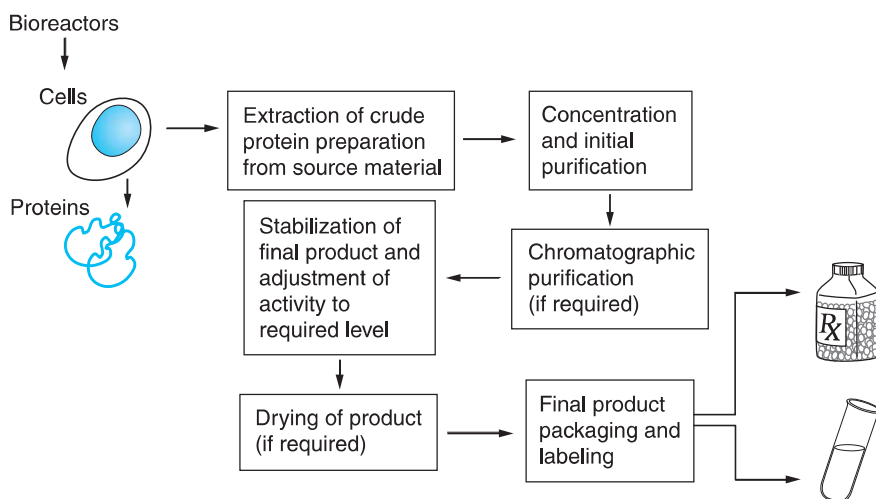 Bioreactors
Cells
Proteins
Extraction of crude
protein preparation
from source material
Concentration
and initial
purification
Chromatographic
purification
(if required)
Stabilization of
final product and
adjustment of
activity to
required level
Drying of product
(if required)
Final product
packaging and
labeling
Rx